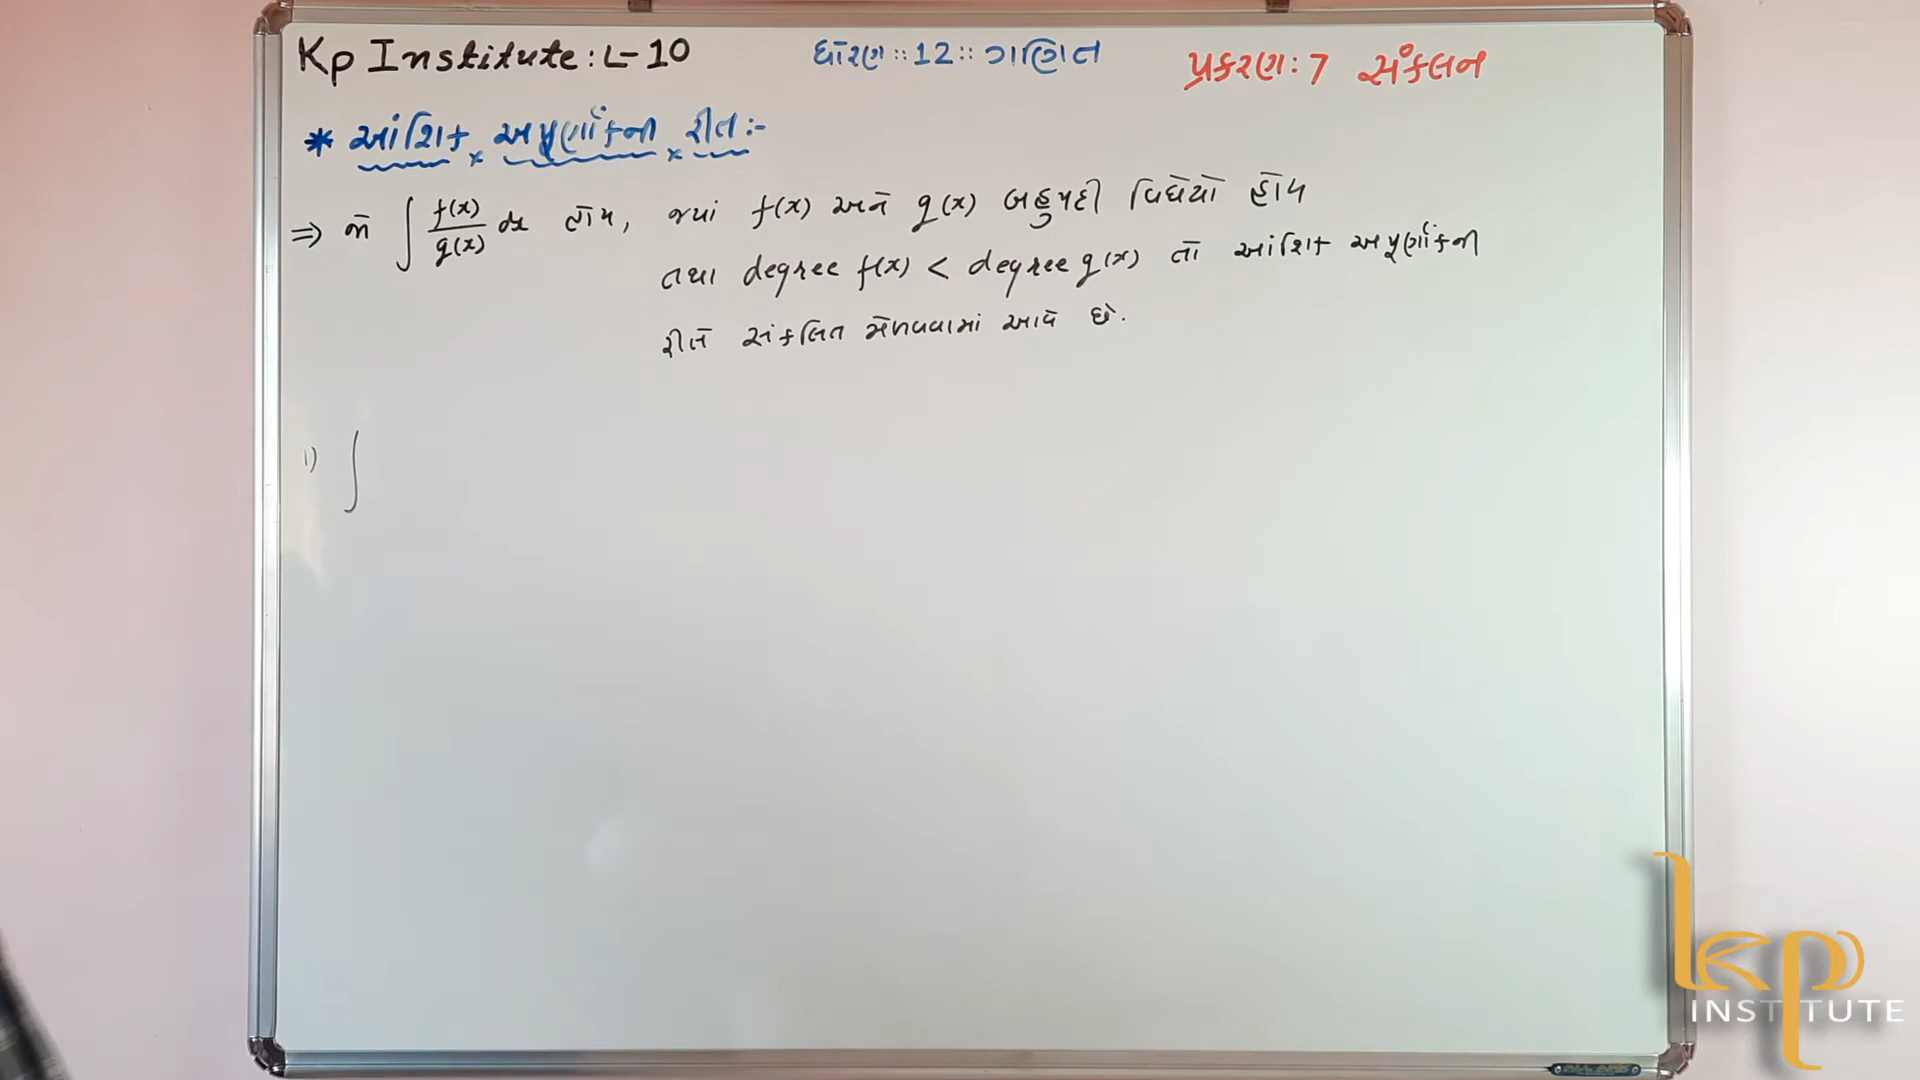 Kp Institute: L-10 ધોરણ :: 12 :: ગણિત પ્રકરણ: 7 સંકલન
* આંશિક અપૂર્ણાંકની રીત :-
⇒ જો ∫ f(x)/g(x) dx હોય, જ્યાં f(x) અને g(x) બહુપદી વિધેયો હોય
તથા degree f(x) < degree g(x) તો આંશિક અપૂર્ણાંકની
રીતે સંકલિત મેળવવામાં આવે છે.
1) ∫
kp
INSTITUTE